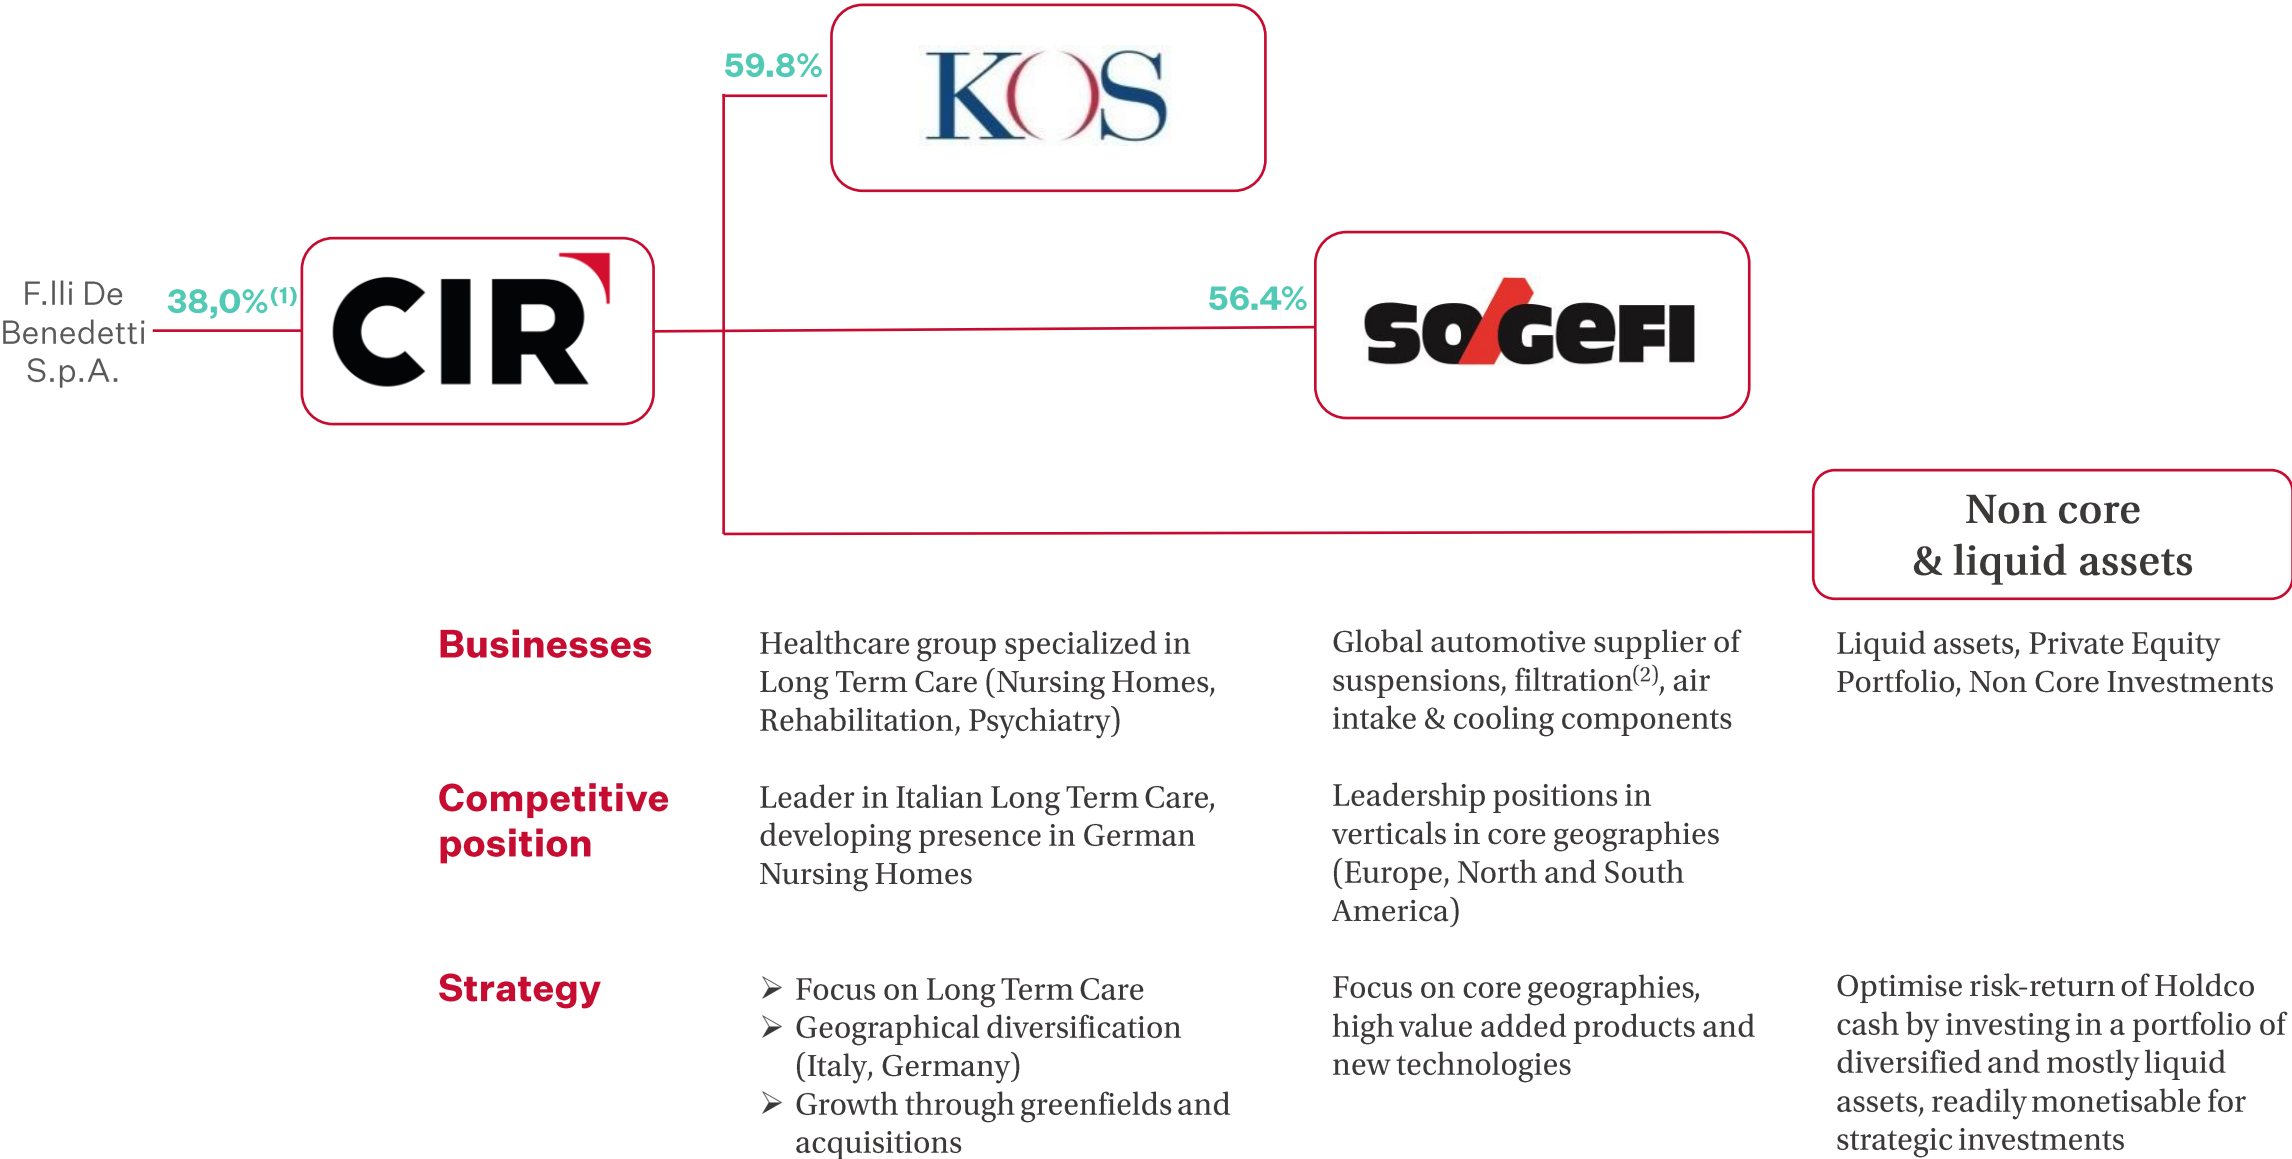 59.8%
KOS
F.lli De
Benedetti
S.p.A.
38,0%(1)
CIR
56.4%
SOGEFI
Non core
& liquid assets
Businesses
Healthcare group specialized in
Long Term Care (Nursing Homes,
Rehabilitation, Psychiatry)
Global automotive supplier of
suspensions, filtration(2), air
intake & cooling components
Liquid assets, Private Equity
Portfolio, Non Core Investments
Competitive
position
Leader in Italian Long Term Care,
developing presence in German
Nursing Homes
Leadership positions in
verticals in core geographies
(Europe, North and South
America)
Strategy
➢ Focus on Long Term Care
➢ Geographical diversification
(Italy, Germany)
➢ Growth through greenfields and
acquisitions
Focus on core geographies,
high value added products and
new technologies
Optimise risk-return of Holdco
cash by investing in a portfolio of
diversified and mostly liquid
assets, readily monetisable for
strategic investments